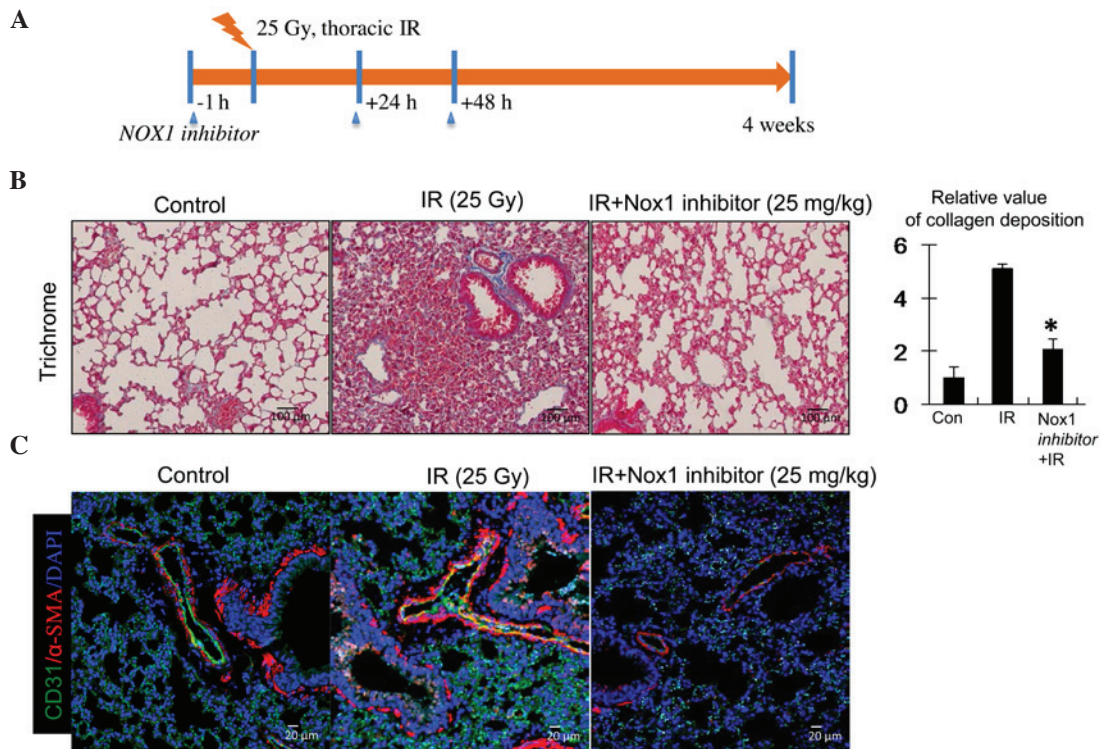 A
25 Gy, thoracic IR
-1 h
+24 h
+48 h
NOX1 inhibitor
4 weeks
B
Control
IR (25 Gy)
IR+Nox1 inhibitor (25 mg/kg)
Relative value
of collagen deposition
Trichrome
100 µm
100 µm
100 µm
6
4
2
0
*
Con
IR
Nox1
inhibitor
+IR
C
Control
IR (25 Gy)
IR+Nox1 inhibitor (25 mg/kg)
CD31/α-SMA/DAPI
20 µm
20 µm
20 µm